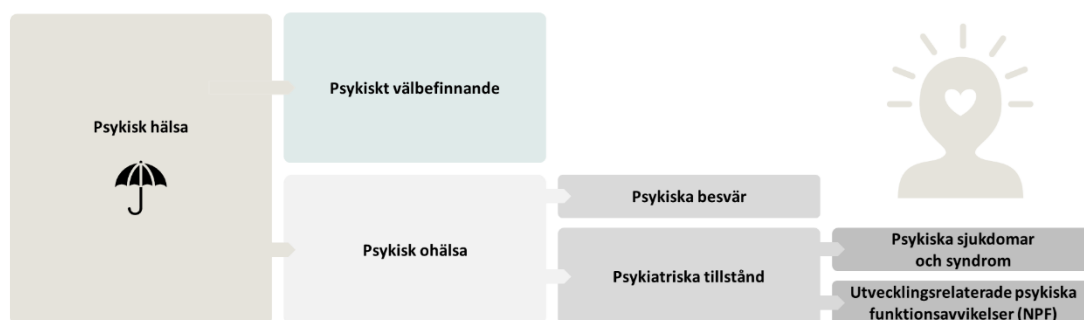 Psykisk hälsa
Psykiskt välbefinnande
Psykisk ohälsa
Psykiska besvär
Psykiatriska tillstånd
Psykiska sjukdomar
och syndrom
Utvecklingsrelaterade psykiska
funktionsavvikelser (NPF)